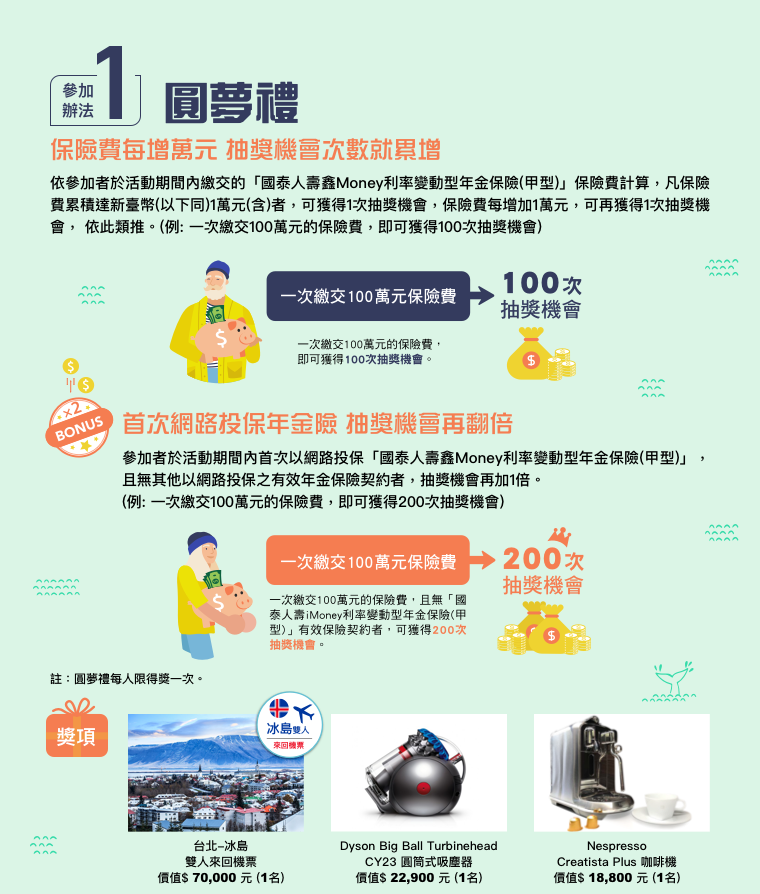 參加
辦法
1
圓夢禮
保險費每增萬元 抽獎機會次數就累增
依參加者於活動期間內繳交的「國泰人壽鑫Money利率變動型年金保險(甲型)」保險費計算，凡保險
費累積達新臺幣(以下同)1萬元(含)者，可獲得1次抽獎機會，保險費每增加1萬元，可再獲得1次抽獎機
會， 依此類推。(例: 一次繳交100萬元的保險費，即可獲得100次抽獎機會)
一次繳交100萬元保險費
100次
抽獎機會
$
$
一次繳交100萬元的保險費，
即可獲得100次抽獎機會。
$
$
x2
BONUS
首次網路投保年金險 抽獎機會再翻倍
參加者於活動期間內首次以網路投保「國泰人壽鑫Money利率變動型年金保險(甲型)」，
且無其他以網路投保之有效年金保險契約者，抽獎機會再加1倍。
(例: 一次繳交100萬元的保險費，即可獲得200次抽獎機會)
一次繳交100萬元保險費
200次
抽獎機會
$
$
一次繳交100萬元的保險費，且無「國
泰人壽iMoney利率變動型年金保險(甲
型)」有效保險契約者，可獲得200次
抽獎機會。
註：圓夢禮每人限得獎一次。
獎項
冰島雙人
來回機票
台北–冰島
雙人來回機票
價值$ 70,000 元 (1名)
Dyson Big Ball Turbinehead
CY23 圓筒式吸塵器
價值$ 22,900 元 (1名)
Nespresso
Creatista Plus 咖啡機
價值$ 18,800 元 (1名)